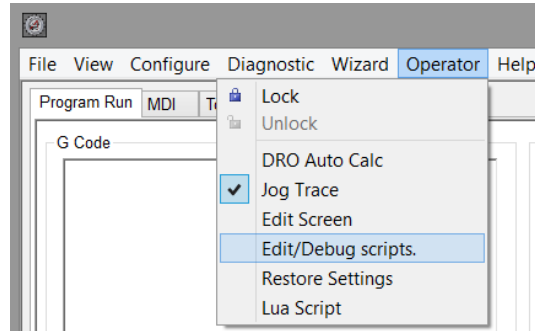 File View Configure Diagnostic Wizard Operator Help
Program Run MDI
G Code
Lock
Unlock
DRO Auto Calc
Jog Trace
Edit Screen
Edit/Debug scripts.
Restore Settings
Lua Script